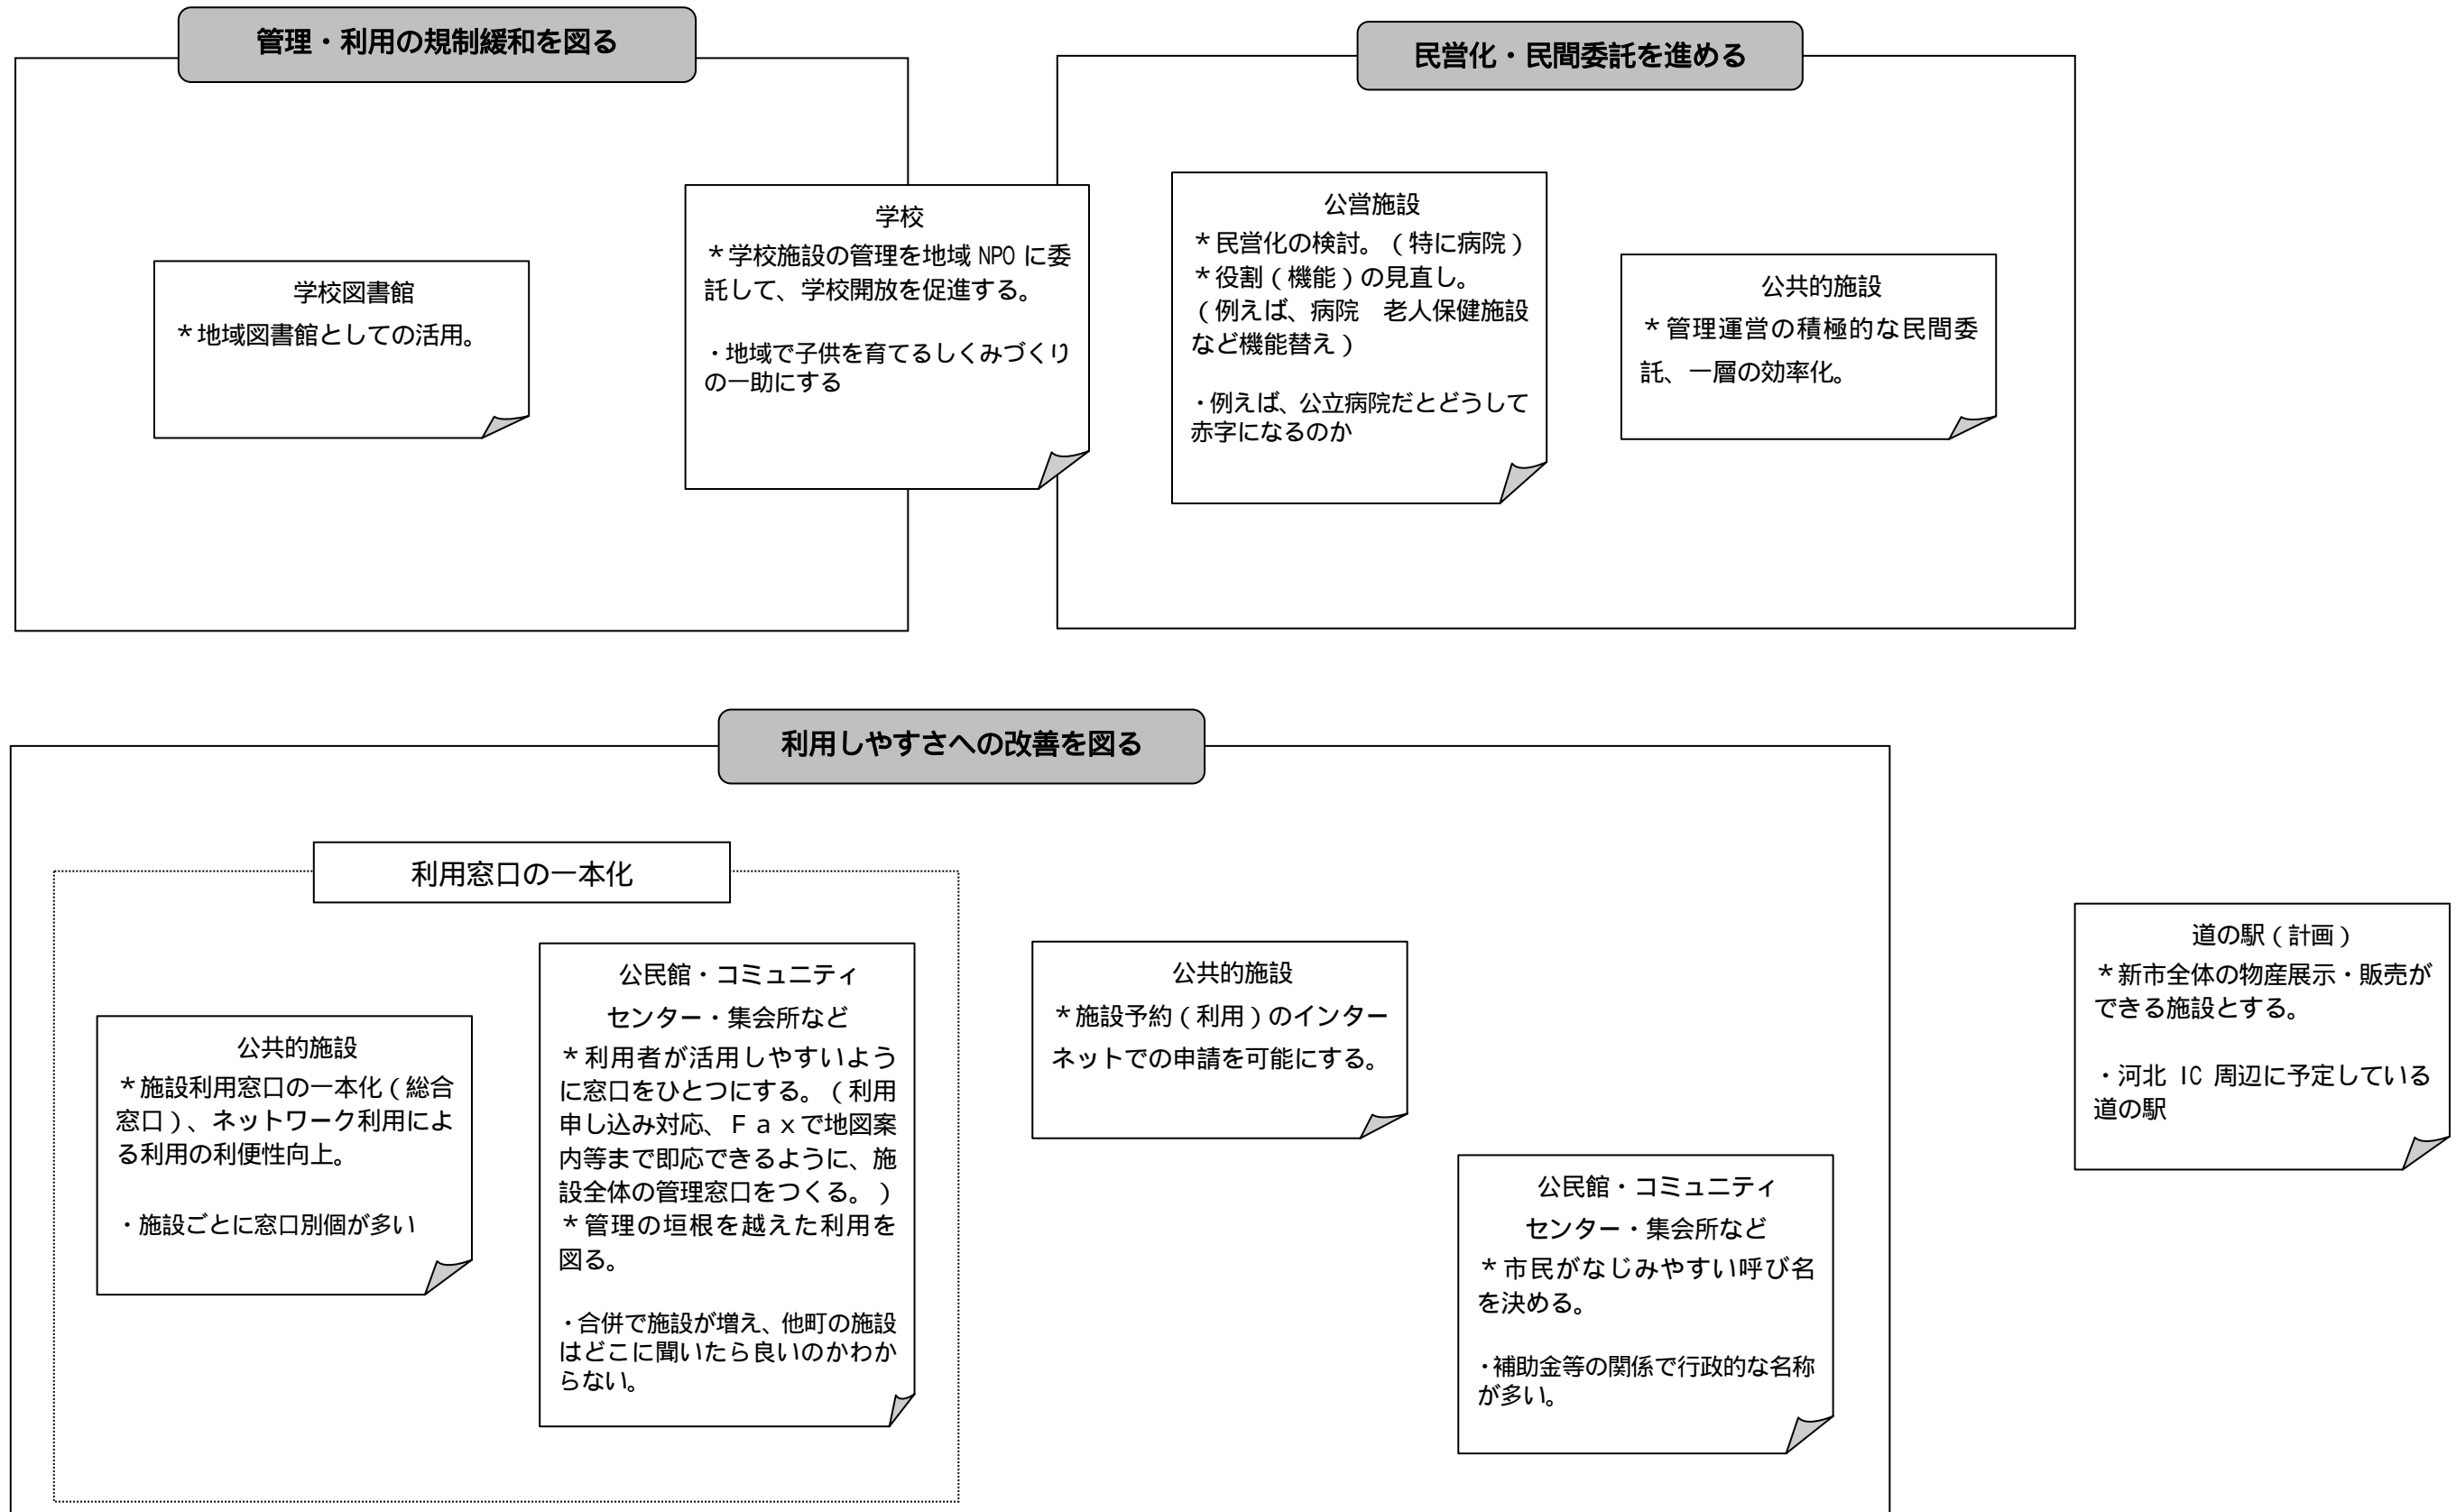 管理・利用の規制緩和を図る
学校図書館
＊地域図書館としての活用。
学校
＊学校施設の管理を地域 NPO に委
託して、学校開放を促進する。
・地域で子供を育てるしくみづくり
の一助にする
民営化・民間委託を進める
公営施設
＊民営化の検討。（特に病院）
＊役割（機能）の見直し。
（例えば、病院　老人保健施設
など機能替え）
・例えば、公立病院だとどうして
赤字になるのか
公共的施設
＊管理運営の積極的な民間委
託、一層の効率化。
利用しやすさへの改善を図る
利用窓口の一本化
公共的施設
＊施設利用窓口の一本化（総合
窓口）、ネットワーク利用によ
る利用の利便性向上。
・施設ごとに窓口別個が多い
公民館・コミュニティ
センター・集会所など
＊利用者が活用しやすいよう
に窓口をひとつにする。（利用
申し込み対応、Ｆａｘで地図案
内等まで即応できるように、施
設全体の管理窓口をつくる。）
＊管理の垣根を越えた利用を
図る。
・合併で施設が増え、他町の施設
はどこに聞いたら良いのかわか
らない。
公共的施設
＊施設予約（利用）のインター
ネットでの申請を可能にする。
公民館・コミュニティ
センター・集会所など
＊市民がなじみやすい呼び名
を決める。
・補助金等の関係で行政的な名称
が多い。
道の駅（計画）
＊新市全体の物産展示・販売が
できる施設とする。
・河北 IC 周辺に予定している
道の駅